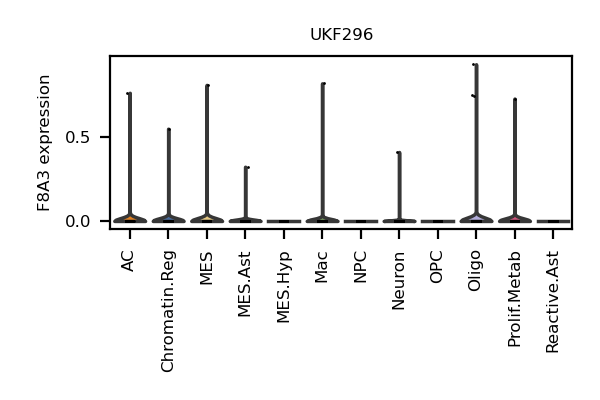 UKF296
F8A3 expression
0.5
0.0
AC
Chromatin.Reg
MES
MES.Ast
MES.Hyp
Mac
NPC
Neuron
OPC
Oligo
Prolif.Metab
Reactive.Ast